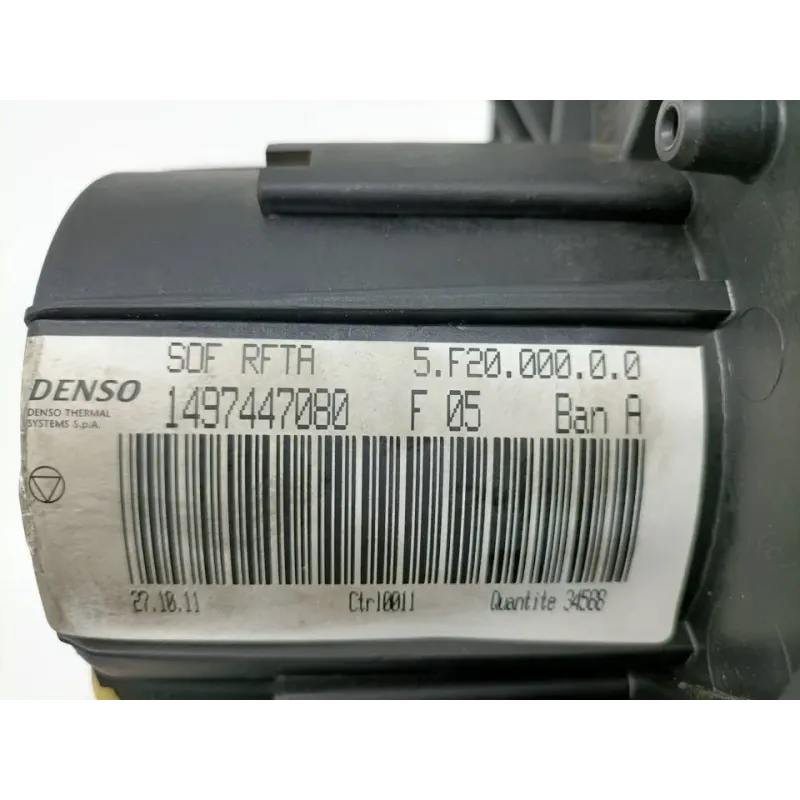 SOF RFTA 5.F20.000.0.0
DENSO 1497447080 F 05 Ban A
DENSO THERMAL
SYSTEMS S.p.A.
27.10.11 Ctrl0011 Quantite 34566